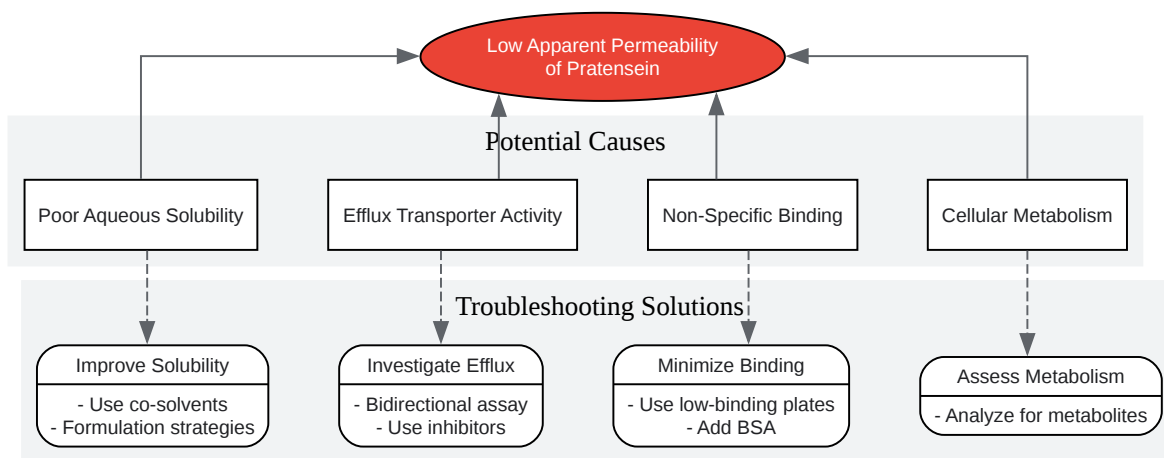 Low Apparent Permeability
of Pratensein
Potential Causes
Poor Aqueous Solubility
Efflux Transporter Activity
Non-Specific Binding
Cellular Metabolism
Troubleshooting Solutions
Improve Solubility
- Use co-solvents
- Formulation strategies
Investigate Efflux
- Bidirectional assay
- Use inhibitors
Minimize Binding
- Use low-binding plates
- Add BSA
Assess Metabolism
- Analyze for metabolites